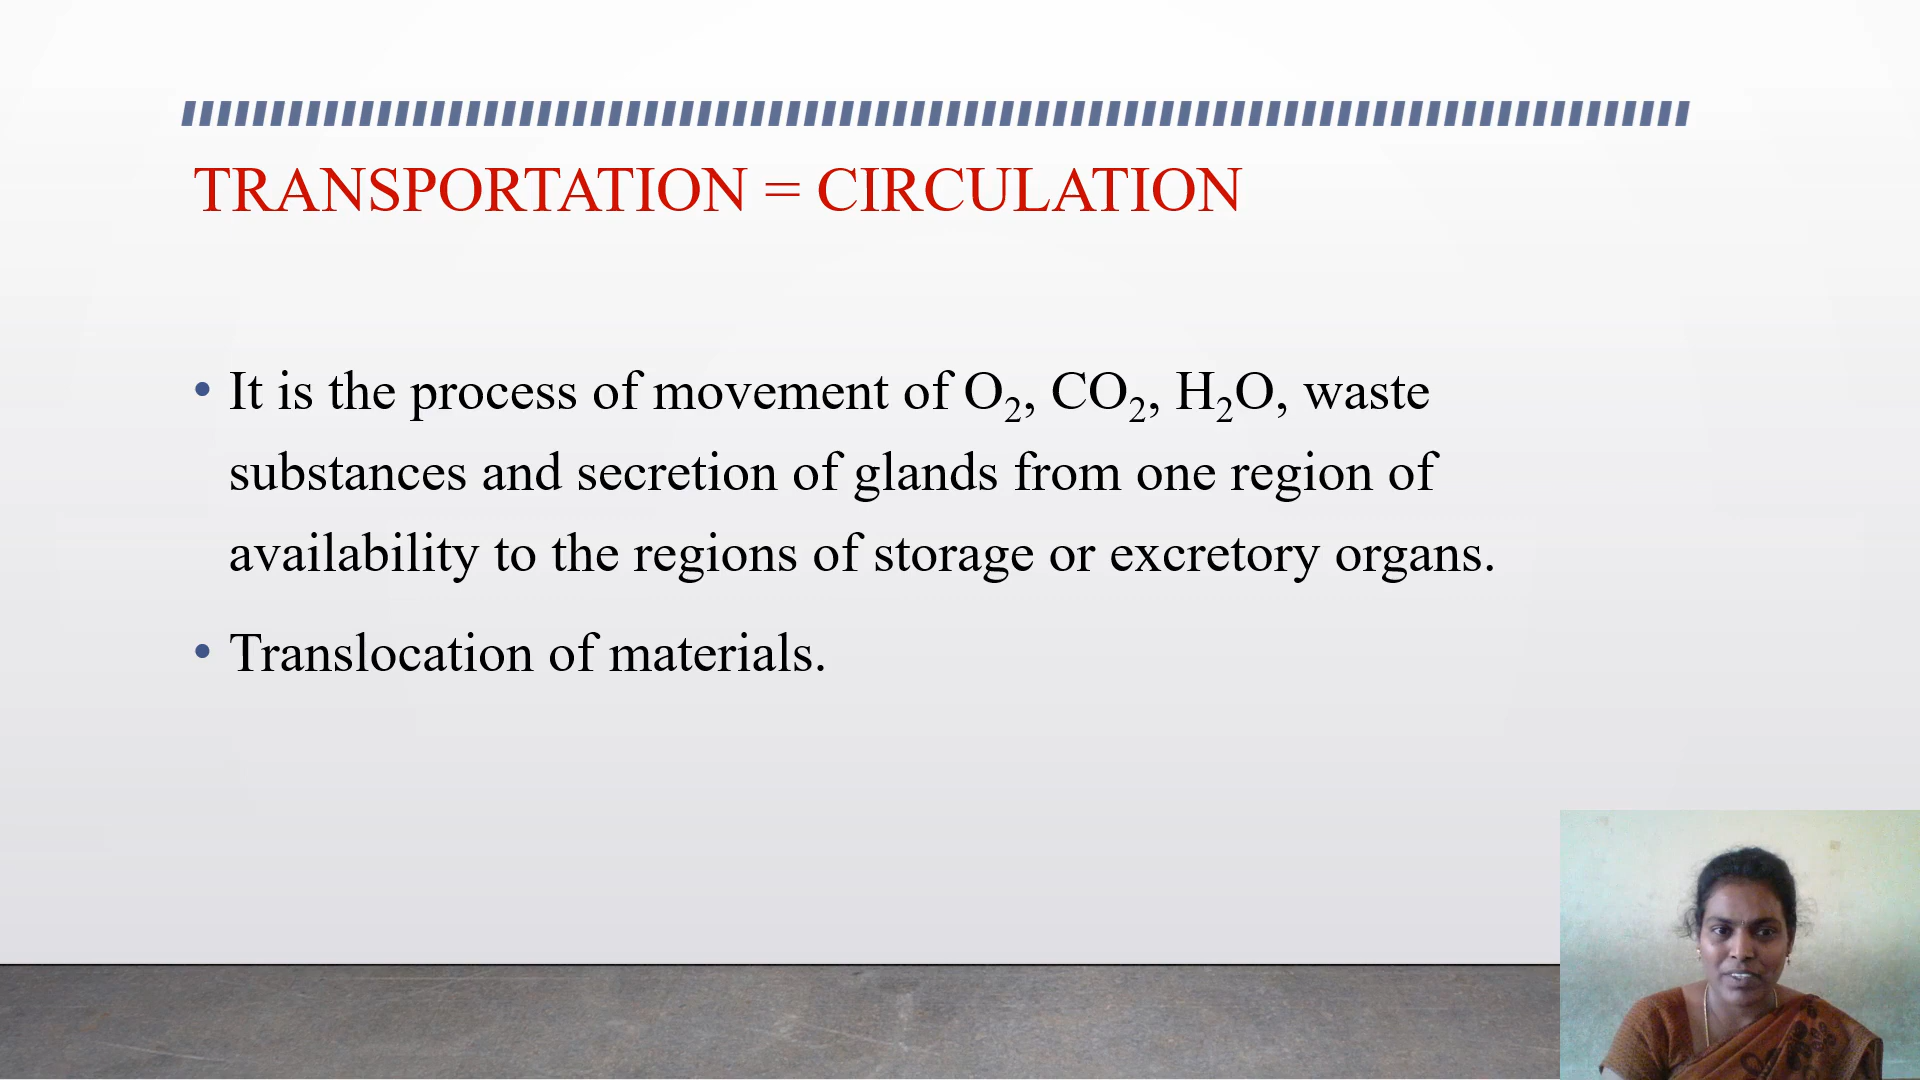 TRANSPORTATION = CIRCULATION
• It is the process of movement of O₂, CO₂, H₂O, waste
substances and secretion of glands from one region of
availability to the regions of storage or excretory organs.
• Translocation of materials.